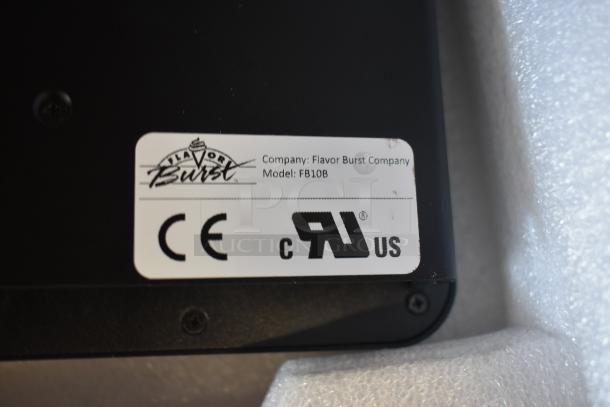 FLAVOR
Burst
Company: Flavor Burst Company
Model: FB10B
PCI
AUCTION GROUP
CE
c RU ® US